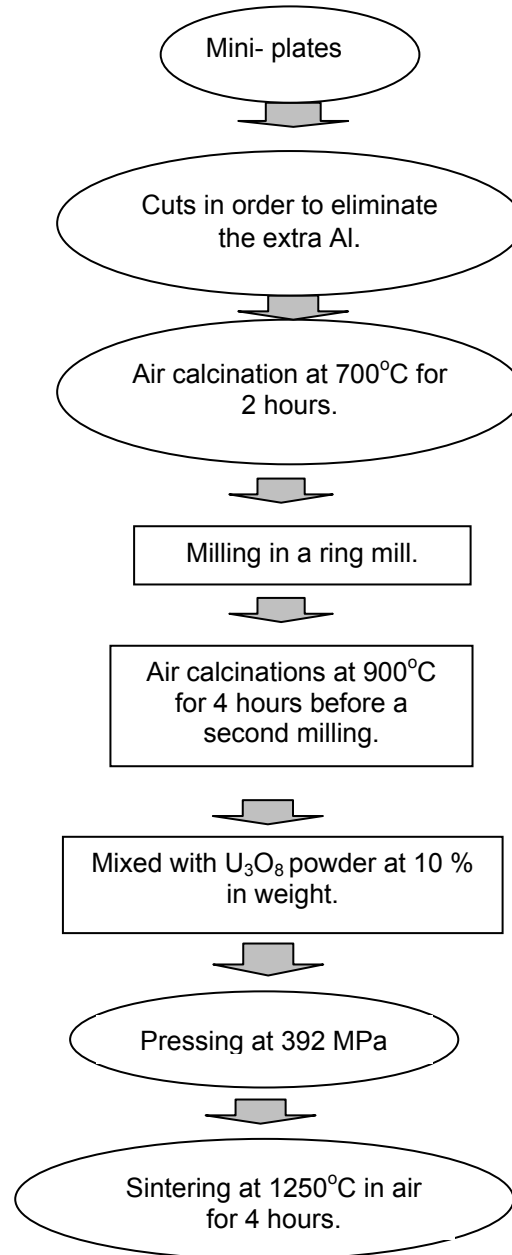 Mini- plates
Cuts in order to eliminate
the extra Al.
Air calcination at 700°C for
2 hours.
Milling in a ring mill.
Air calcinations at 900°C
for 4 hours before a
second milling.
Mixed with U₃O₈ powder at 10 %
in weight.
Pressing at 392 MPa
Sintering at 1250°C in air
for 4 hours.